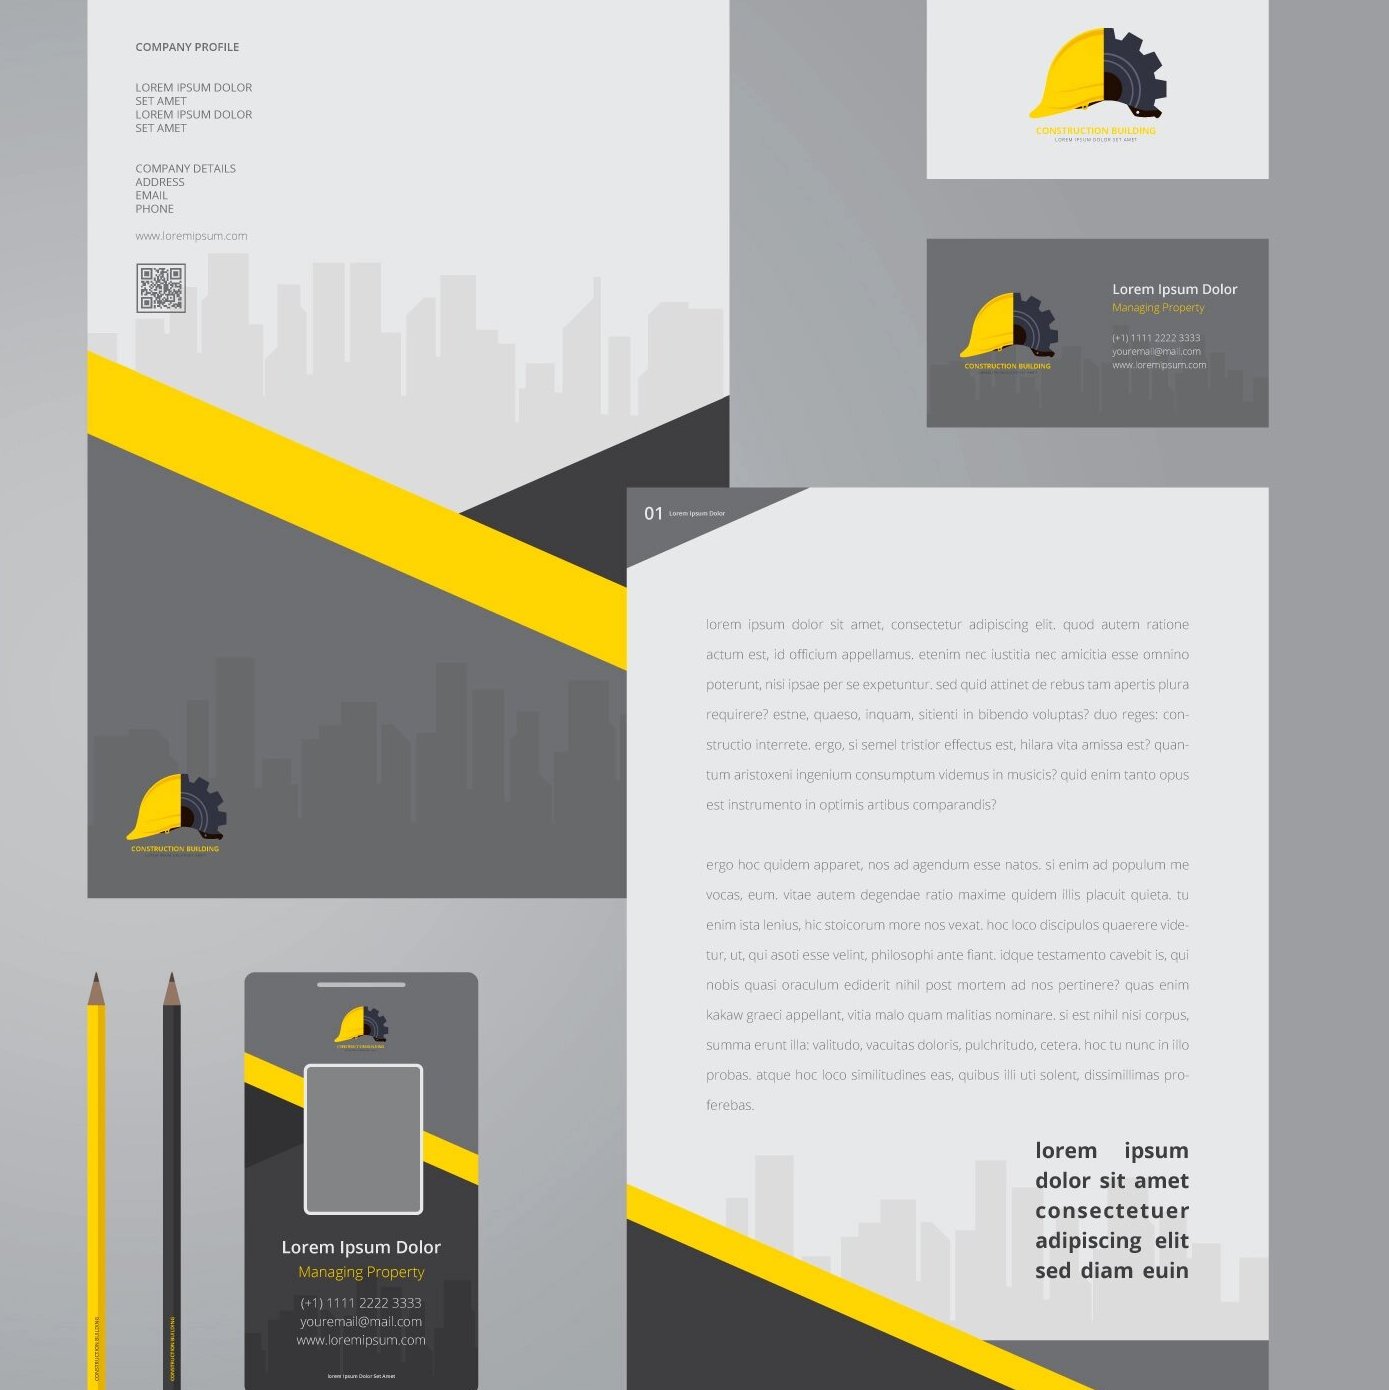 COMPANY PROFILE
LOREM IPSUM DOLOR
SET AMET
LOREM IPSUM DOLOR
SET AMET
COMPANY DETAILS
ADDRESS
EMAIL
PHONE
www.loremipsum.com
CONSTRUCTION BUILDING
CONSTRUCTION BUILDING
LOREM IPSUM DOLOR SET AMET
CONSTRUCTION BUILDING
Lorem Ipsum Dolor
Managing Property
(+1) 1111 2222 3333
youremail@mail.com
www.loremipsum.com
01 Lorem Ipsum Dolor
lorem ipsum dolor sit amet, consectetur adipiscing elit. quod autem ratione
actum est, id officium appellamus. etenim nec iustitia nec amicitia esse omnino
poterunt, nisi ipsae per se expetuntur. sed quid attinet de rebus tam apertis plura
requirere? estne, quaeso, inquam, sitienti in bibendo voluptas? duo reges: con-
structio interrete. ergo, si semel tristior effectus est, hilara vita amissa est? quan-
tum aristoxeni ingenium consumptum videmus in musicis? quid enim tanto opus
est instrumento in optimis artibus comparandis?
ergo hoc quidem apparet, nos ad agendum esse natos. si enim ad populum me
vocas, eum. vitae autem degendae ratio maxime quidem illis placuit quieta. tu
enim ista lenius, hic stoicorum more nos vexat. hoc loco discipulos quaerere vide-
tur, ut, qui asoti esse velint, philosophi ante fiant. idque testamento cavebit is, qui
nobis quasi oraculum ediderit nihil post mortem ad nos pertinere? quas enim
kakaw graeci appellant, vitia malo quam malitias nominare. si est nihil nisi corpus,
summa erunt illa: valitudo, vacuitas doloris, pulchritudo, cetera. hoc tu nunc in illo
probas. atque hoc loco similitudines eas, quibus illi uti solent, dissimillimas pro-
ferebas.
lorem ipsum
dolor sit amet
consectetuer
adipiscing elit
sed diam euin
CONSTRUCTION BUILDING
CONSTRUCTION BUILDING
CONSTRUCTION BUILDING
Lorem Ipsum Dolor
Managing Property
(+1) 1111 2222 3333
youremail@mail.com
www.loremipsum.com
lorem Ipsum Dolor Set Amet